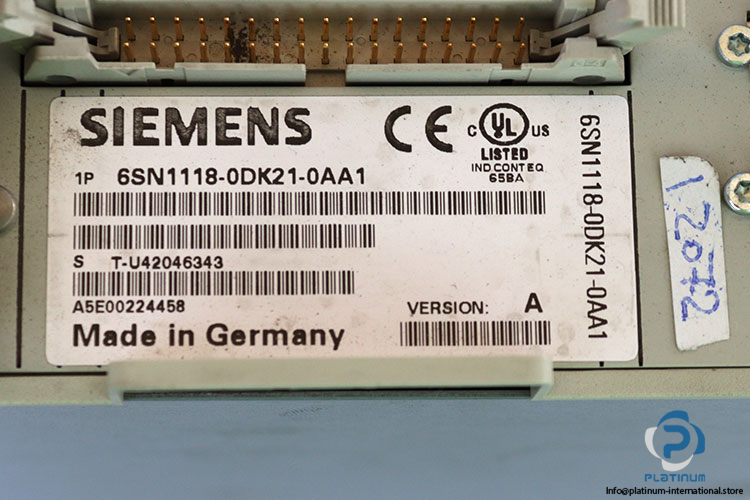 SIEMENS
CE
C UL US
LISTED
IND.CONT.EQ
65BA
1P 6SN1118-0DK21-0AA1
S T-U42046343
A5E00224458
VERSION: A
Made in Germany
6SN1118-0DK21-0AA1
12072
PLATINUM
Info@platinum-international.store